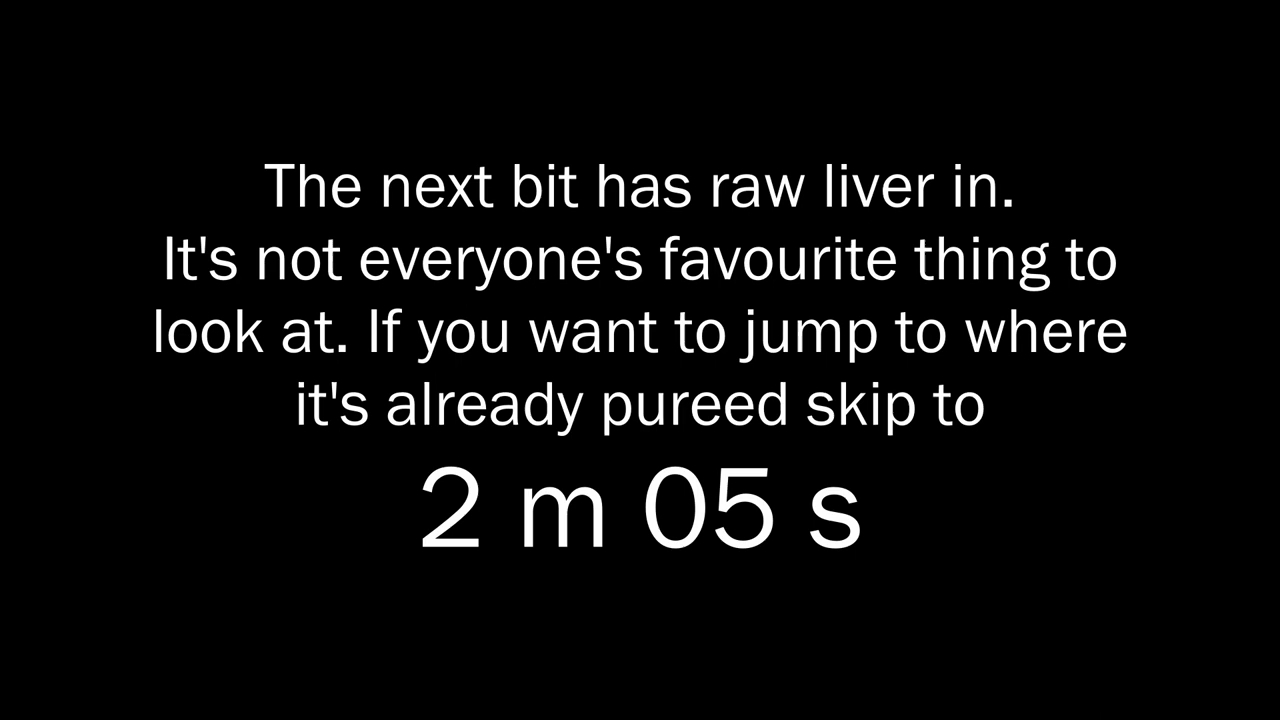 The next bit has raw liver in.
It's not everyone's favourite thing to
look at. If you want to jump to where
it's already pureed skip to
2 m 05 s